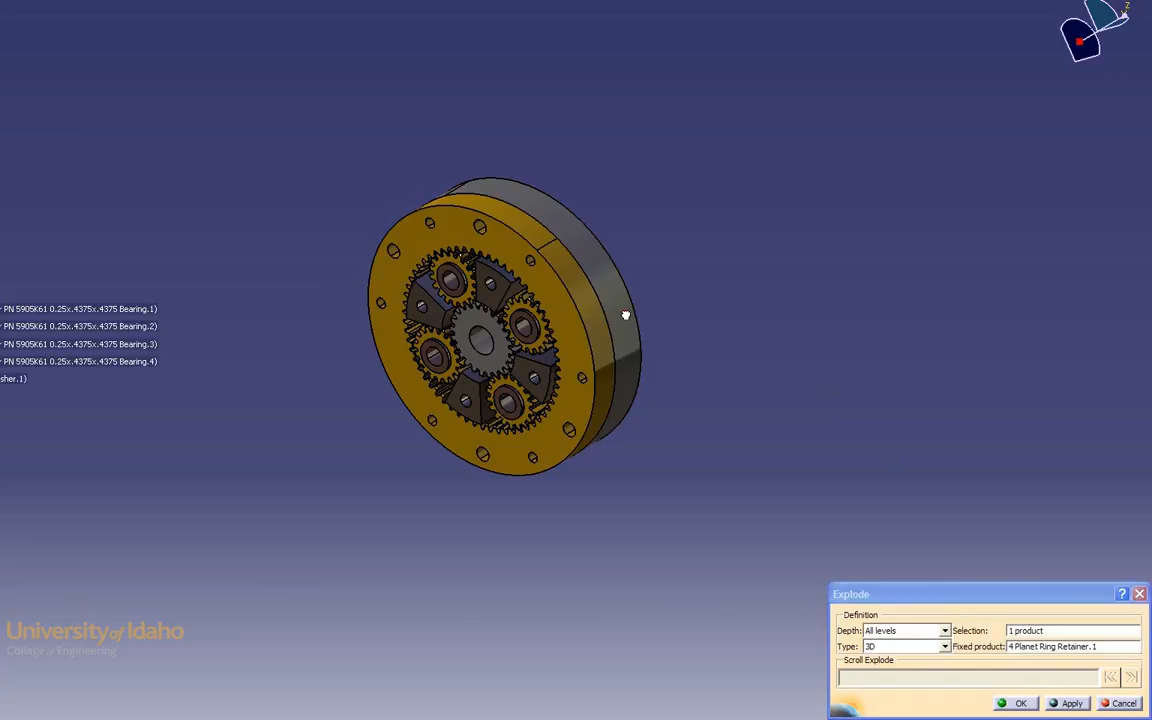 z
PN 5905K61 0.25x.4375x.4375 Bearing.1)
PN 5905K61 0.25x.4375x.4375 Bearing.2)
PN 5905K61 0.25x.4375x.4375 Bearing.3)
PN 5905K61 0.25x.4375x.4375 Bearing.4)
sher.1)
University of Idaho
College of Engineering
Explode
Definition
Depth: All levels Selection: 1 product
Type: 3D Fixed product: 4 Planet Ring Retainer.1
Scroll Explode
OK Apply Cancel